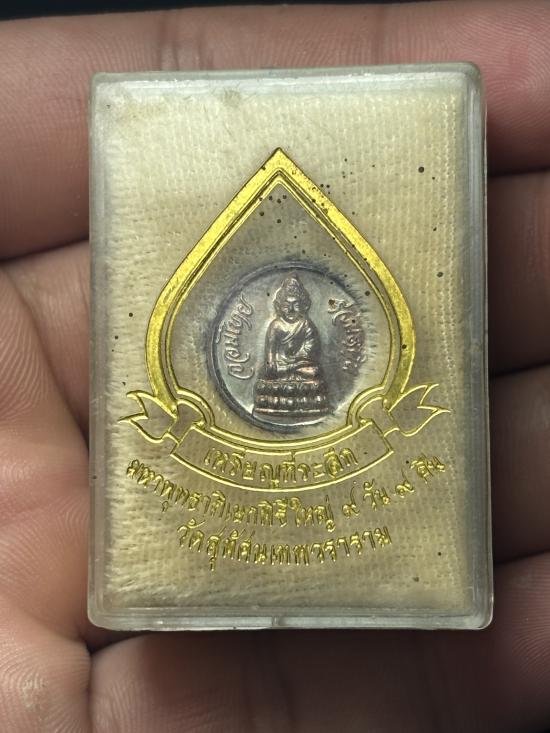 เหรียญที่ระลึก
มหาพุทธาภิเษกพิธีใหญ่ ๙ วัน ๙ คืน
วัดสุทัศนเทพวราราม